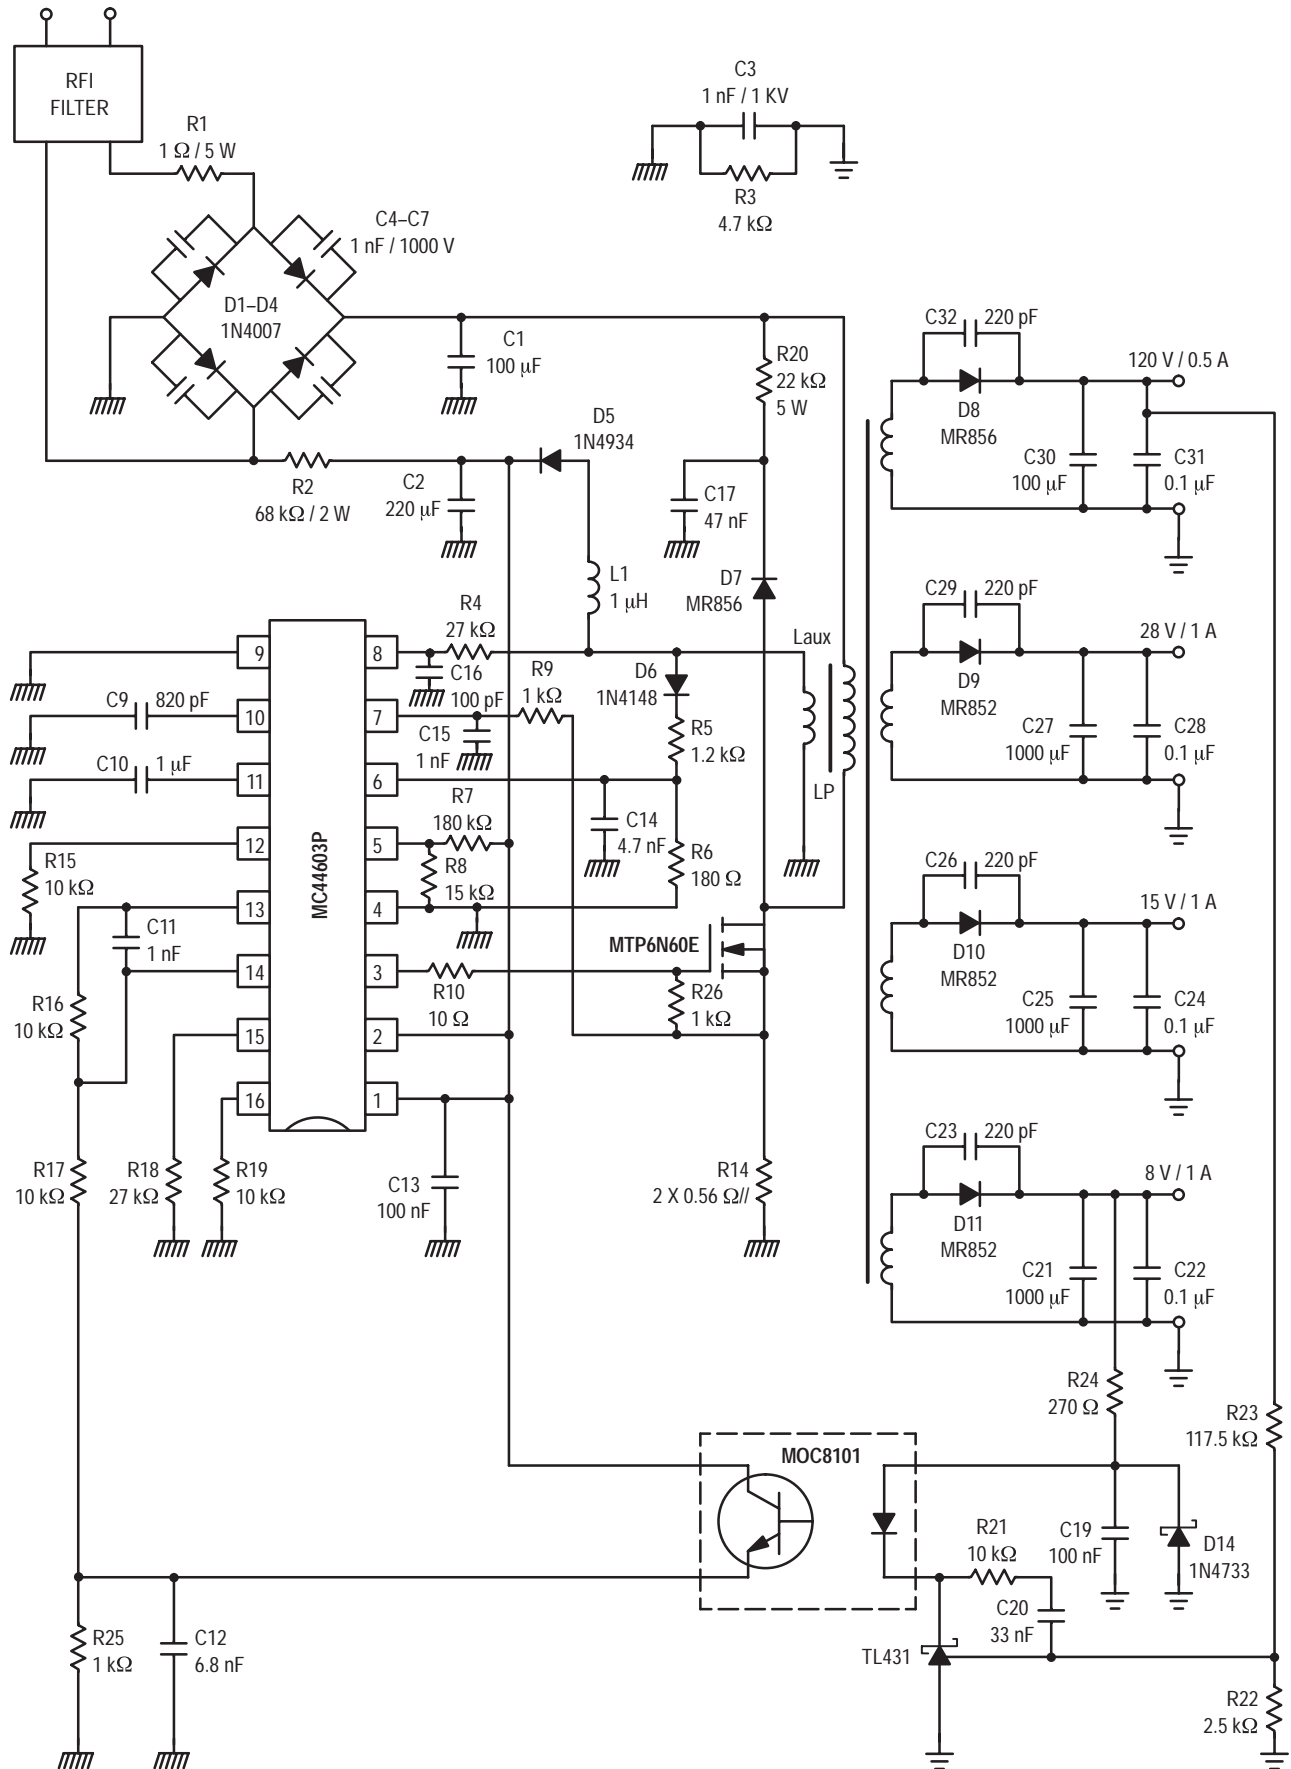 RFI
FILTER
R1
1 Ω / 5 W
C3
1 nF / 1 KV
R3
4.7 kΩ
C4–C7
1 nF / 1000 V
D1–D4
1N4007
C1
100 µF
R20
22 kΩ
5 W
C32
220 pF
120 V / 0.5 A
D8
MR856
C30
100 µF
C31
0.1 µF
D5
1N4934
R2
68 kΩ / 2 W
C2
220 µF
C17
47 nF
L1
1 µH
D7
MR856
C29
220 pF
28 V / 1 A
D9
MR852
C27
1000 µF
C28
0.1 µF
R4
27 kΩ
Laux
9
8
C16
100 pF
R9
1 kΩ
D6
1N4148
C9
820 pF
10
7
C15
1 nF
R5
1.2 kΩ
C10
1 µF
11
6
LP
R7
180 kΩ
C14
4.7 nF
MC44603P
12
5
R15
10 kΩ
R8
15 kΩ
R6
180 Ω
C26
220 pF
15 V / 1 A
13
4
C11
1 nF
MTP6N60E
D10
MR852
14
3
R16
10 kΩ
R10
10 Ω
R26
1 kΩ
C25
1000 µF
C24
0.1 µF
15
2
16
1
C23
220 pF
8 V / 1 A
R17
10 kΩ
R18
27 kΩ
R19
10 kΩ
C13
100 nF
R14
2 X 0.56 Ω//
D11
MR852
C21
1000 µF
C22
0.1 µF
R24
270 Ω
R23
117.5 kΩ
MOC8101
R21
10 kΩ
C19
100 nF
D14
1N4733
C20
33 nF
R25
1 kΩ
C12
6.8 nF
TL431
R22
2.5 kΩ